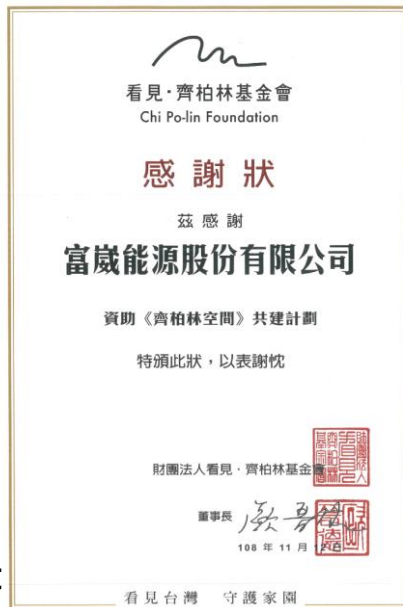 看見·齊柏林基金會
Chi Po-lin Foundation
感謝狀
茲感謝
富崴能源股份有限公司
資助《齊柏林空間》共建計劃
特頒此狀，以表謝忱
財團法人看見·齊柏林基金會
董事長
108 年 11 月 12 日
看見台灣 守護家園